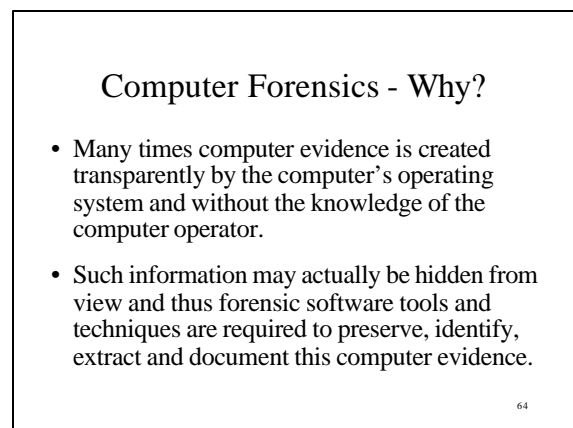 Computer Forensics - Why?
• Many times computer evidence is created
transparently by the computer’s operating
system and without the knowledge of the
computer operator.
• Such information may actually be hidden from
view and thus forensic software tools and
techniques are required to preserve, identify,
extract and document this computer evidence.
64